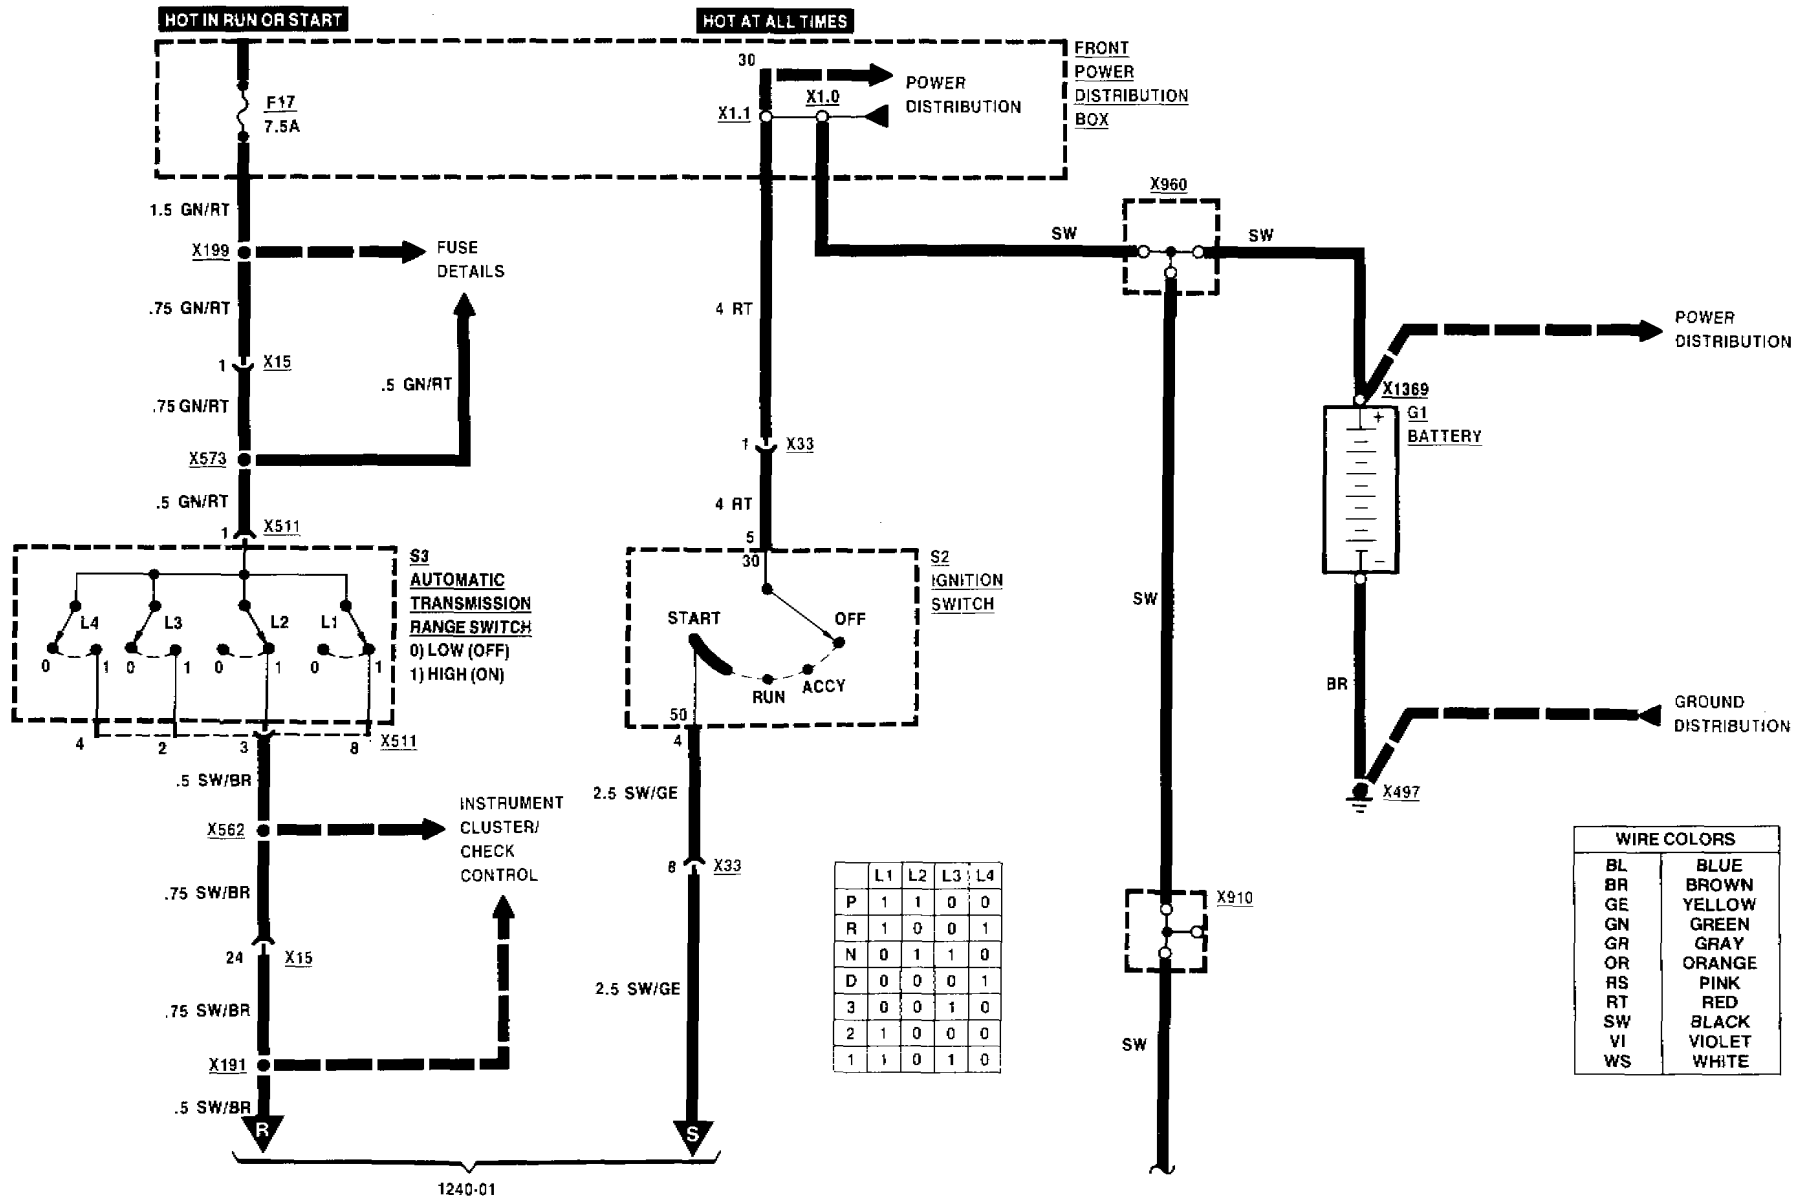 HOT IN RUN OR START
HOT AT ALL TIMES
F17
7.5A
30
X1.1
X1.0
POWER
DISTRIBUTION
FRONT
POWER
DISTRIBUTION
BOX
1.5 GN/RT
X199
FUSE
DETAILS
.75 GN/RT
1
X15
.75 GN/RT
.5 GN/RT
X573
.5 GN/RT
1
X511
4 RT
1
X33
4 RT
5
X960
SW
SW
POWER
DISTRIBUTION
X1369
G1
BATTERY
+
−
S3
AUTOMATIC
TRANSMISSION
RANGE SWITCH
0) LOW (OFF)
1) HIGH (ON)
L4
L3
L2
L1
0 1 0 1 0 1 0 1
4 2 3 8
X511
30
S2
IGNITION
SWITCH
START
OFF
RUN
ACCY
50
4
SW
BR
GROUND
DISTRIBUTION
X497
.5 SW/BR
X562
INSTRUMENT
CLUSTER/
CHECK
CONTROL
.75 SW/BR
24
X15
.75 SW/BR
X191
.5 SW/BR
R
2.5 SW/GE
8
X33
2.5 SW/GE
S
1240-01
L1 L2 L3 L4
P 1 1 0 0
R 1 0 0 1
N 0 1 1 0
D 0 0 0 1
3 0 0 1 0
2 1 0 0 0
1 1 0 1 0
X910
SW
WIRE COLORS
BL BLUE
BR BROWN
GE YELLOW
GN GREEN
GR GRAY
OR ORANGE
RS PINK
RT RED
SW BLACK
VI VIOLET
WS WHITE